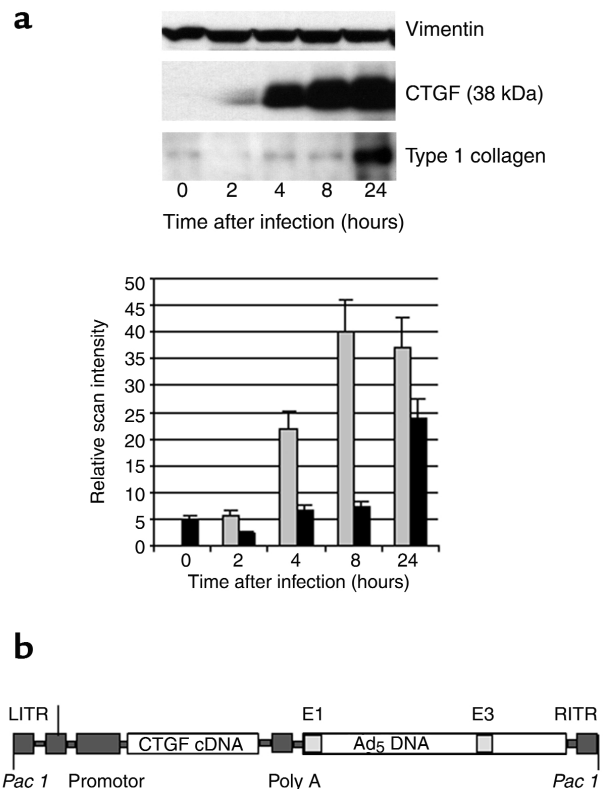 a
Vimentin
CTGF (38 kDa)
Type 1 collagen
0 2 4 8 24
Time after infection (hours)
50
45
40
35
30
25
20
15
10
5
0
Relative scan intensity
0 2 4 8 24
Time after infection (hours)
b
LITR E1 E3 RITR
CTGF cDNA Ad5 DNA
Pac 1 Promotor Poly A Pac 1